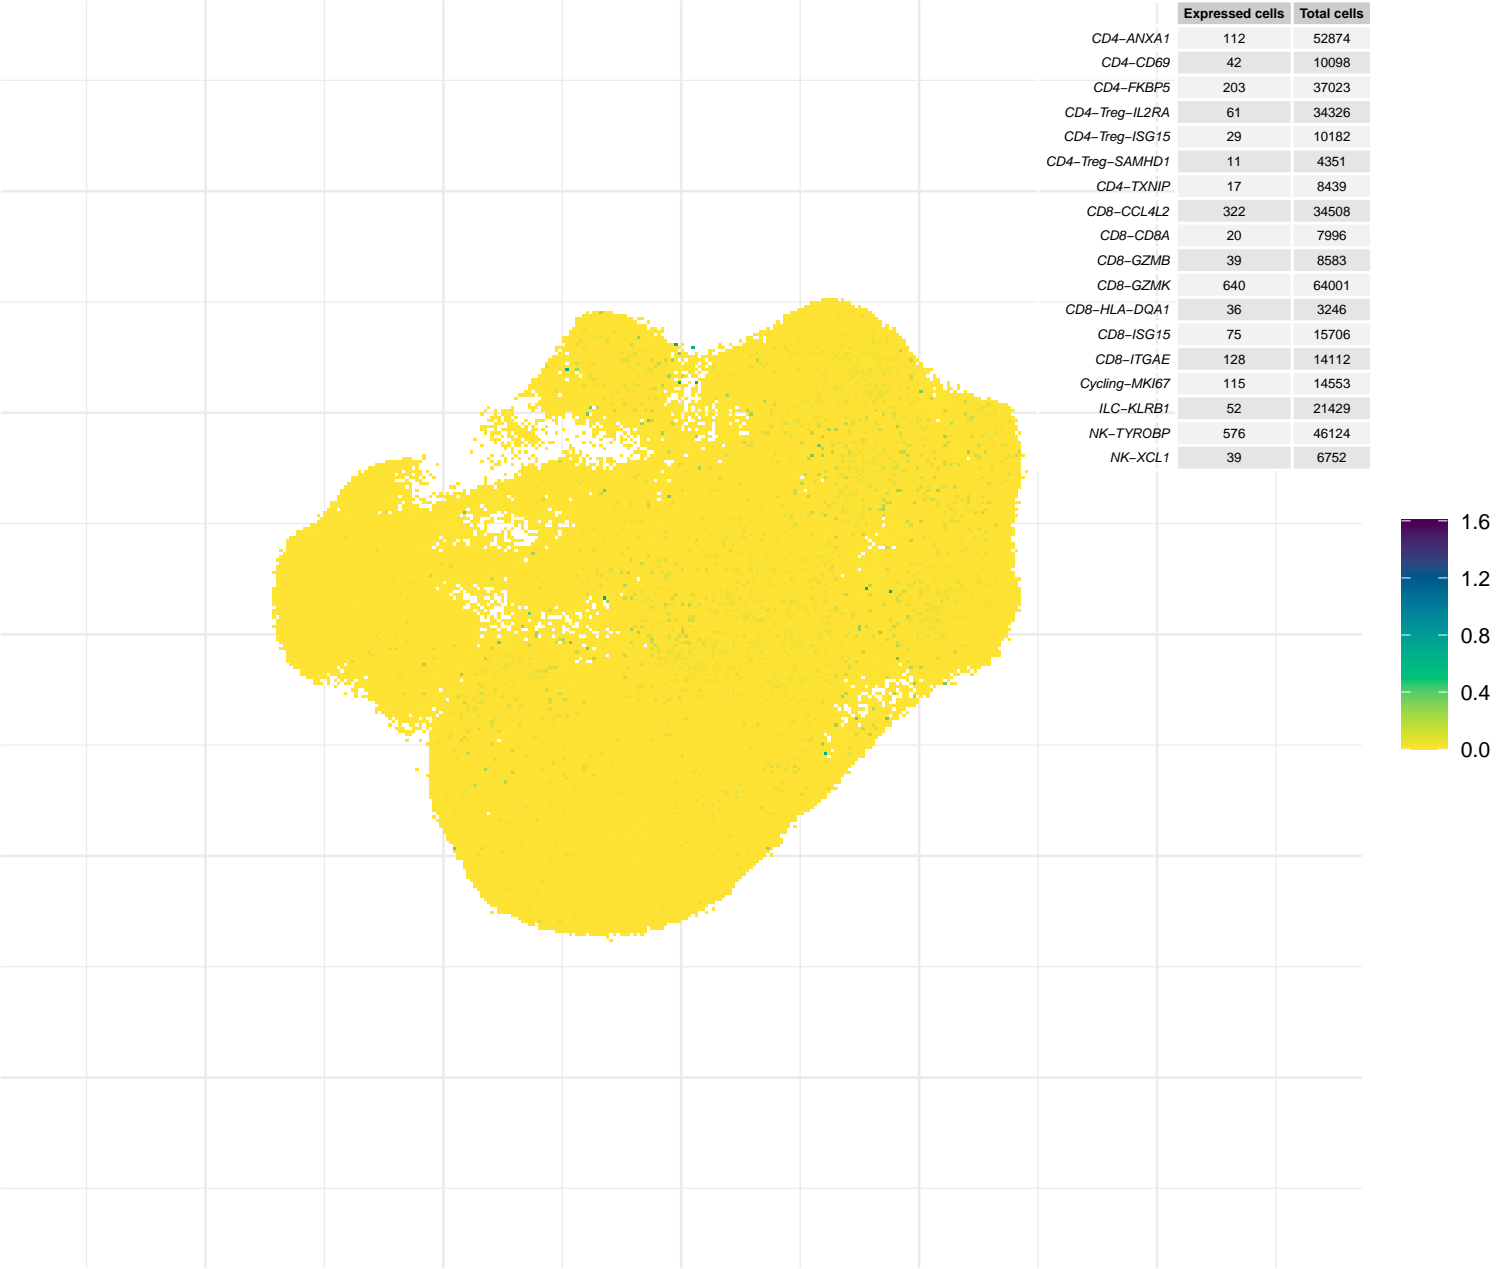 Expressed cells Total cells
CD4−ANXA1 112 52874
CD4−CD69 42 10098
CD4−FKBP5 203 37023
CD4−Treg−IL2RA 61 34326
CD4−Treg−ISG15 29 10182
CD4−Treg−SAMHD1 11 4351
CD4−TXNIP 17 8439
CD8−CCL4L2 322 34508
CD8−CD8A 20 7996
CD8−GZMB 39 8583
CD8−GZMK 640 64001
CD8−HLA−DQA1 36 3246
CD8−ISG15 75 15706
CD8−ITGAE 128 14112
Cycling−MKI67 115 14553
ILC−KLRB1 52 21429
NK−TYROBP 576 46124
NK−XCL1 39 6752
1.6
1.2
0.8
0.4
0.0